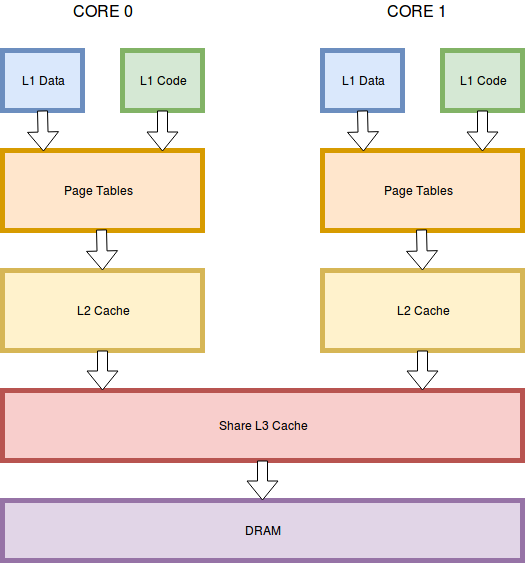 CORE 0
CORE 1
L1 Data
L1 Code
L1 Data
L1 Code
Page Tables
Page Tables
L2 Cache
L2 Cache
Share L3 Cache
DRAM